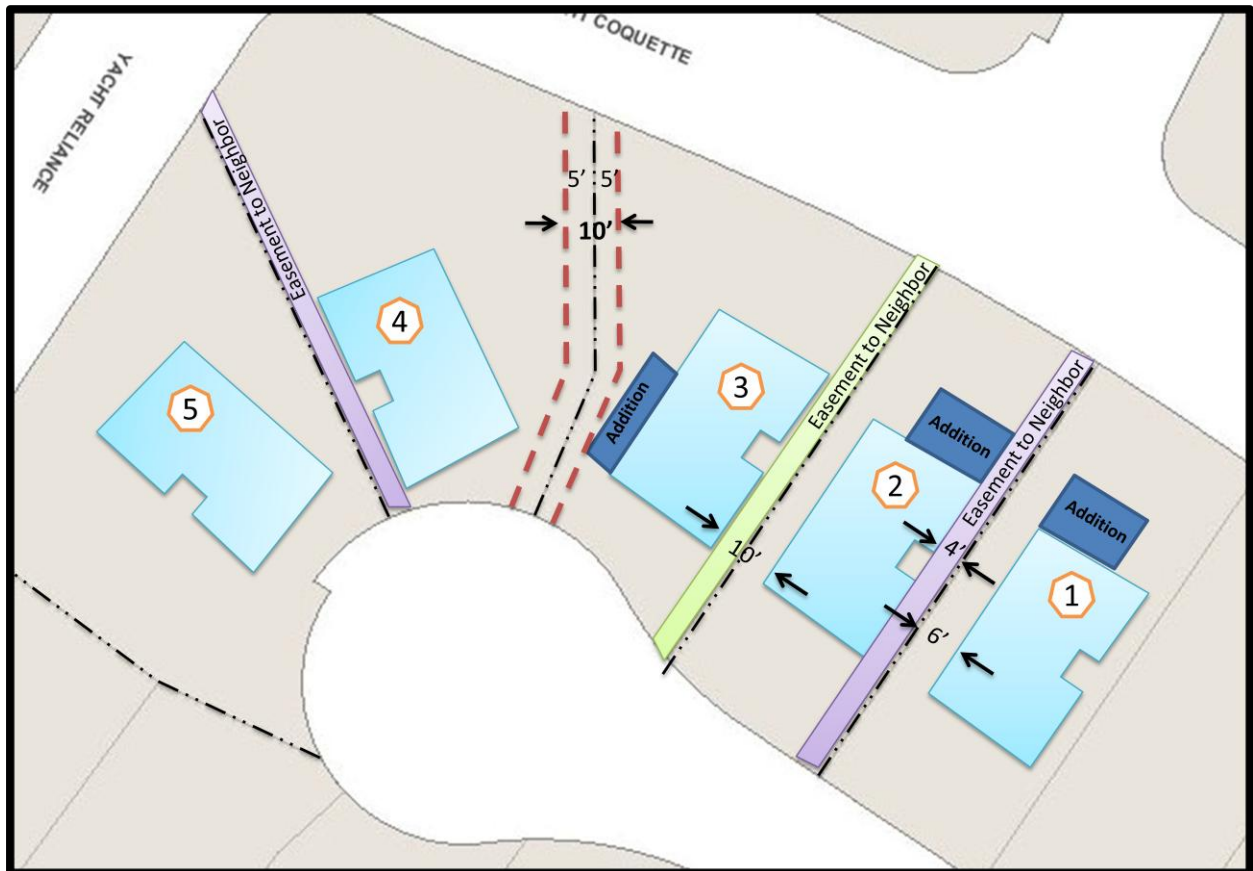 HT COQUETTE
YACHT RELIANCE
Easement to Neighbor
5’ 5’
10’
Easement to Neighbor
Easement to Neighbor
4
3
5
Addition
Addition
2
Addition
10’
4’
1
6’